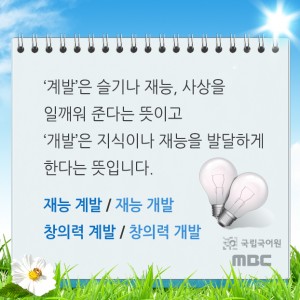 ‘계발’은 슬기나 재능, 사상을
일깨워 준다는 뜻이고
‘개발’은 지식이나 재능을 발달하게
한다는 뜻입니다.
재능 계발 / 재능 개발
창의력 계발 / 창의력 개발
국립국어원
MBC